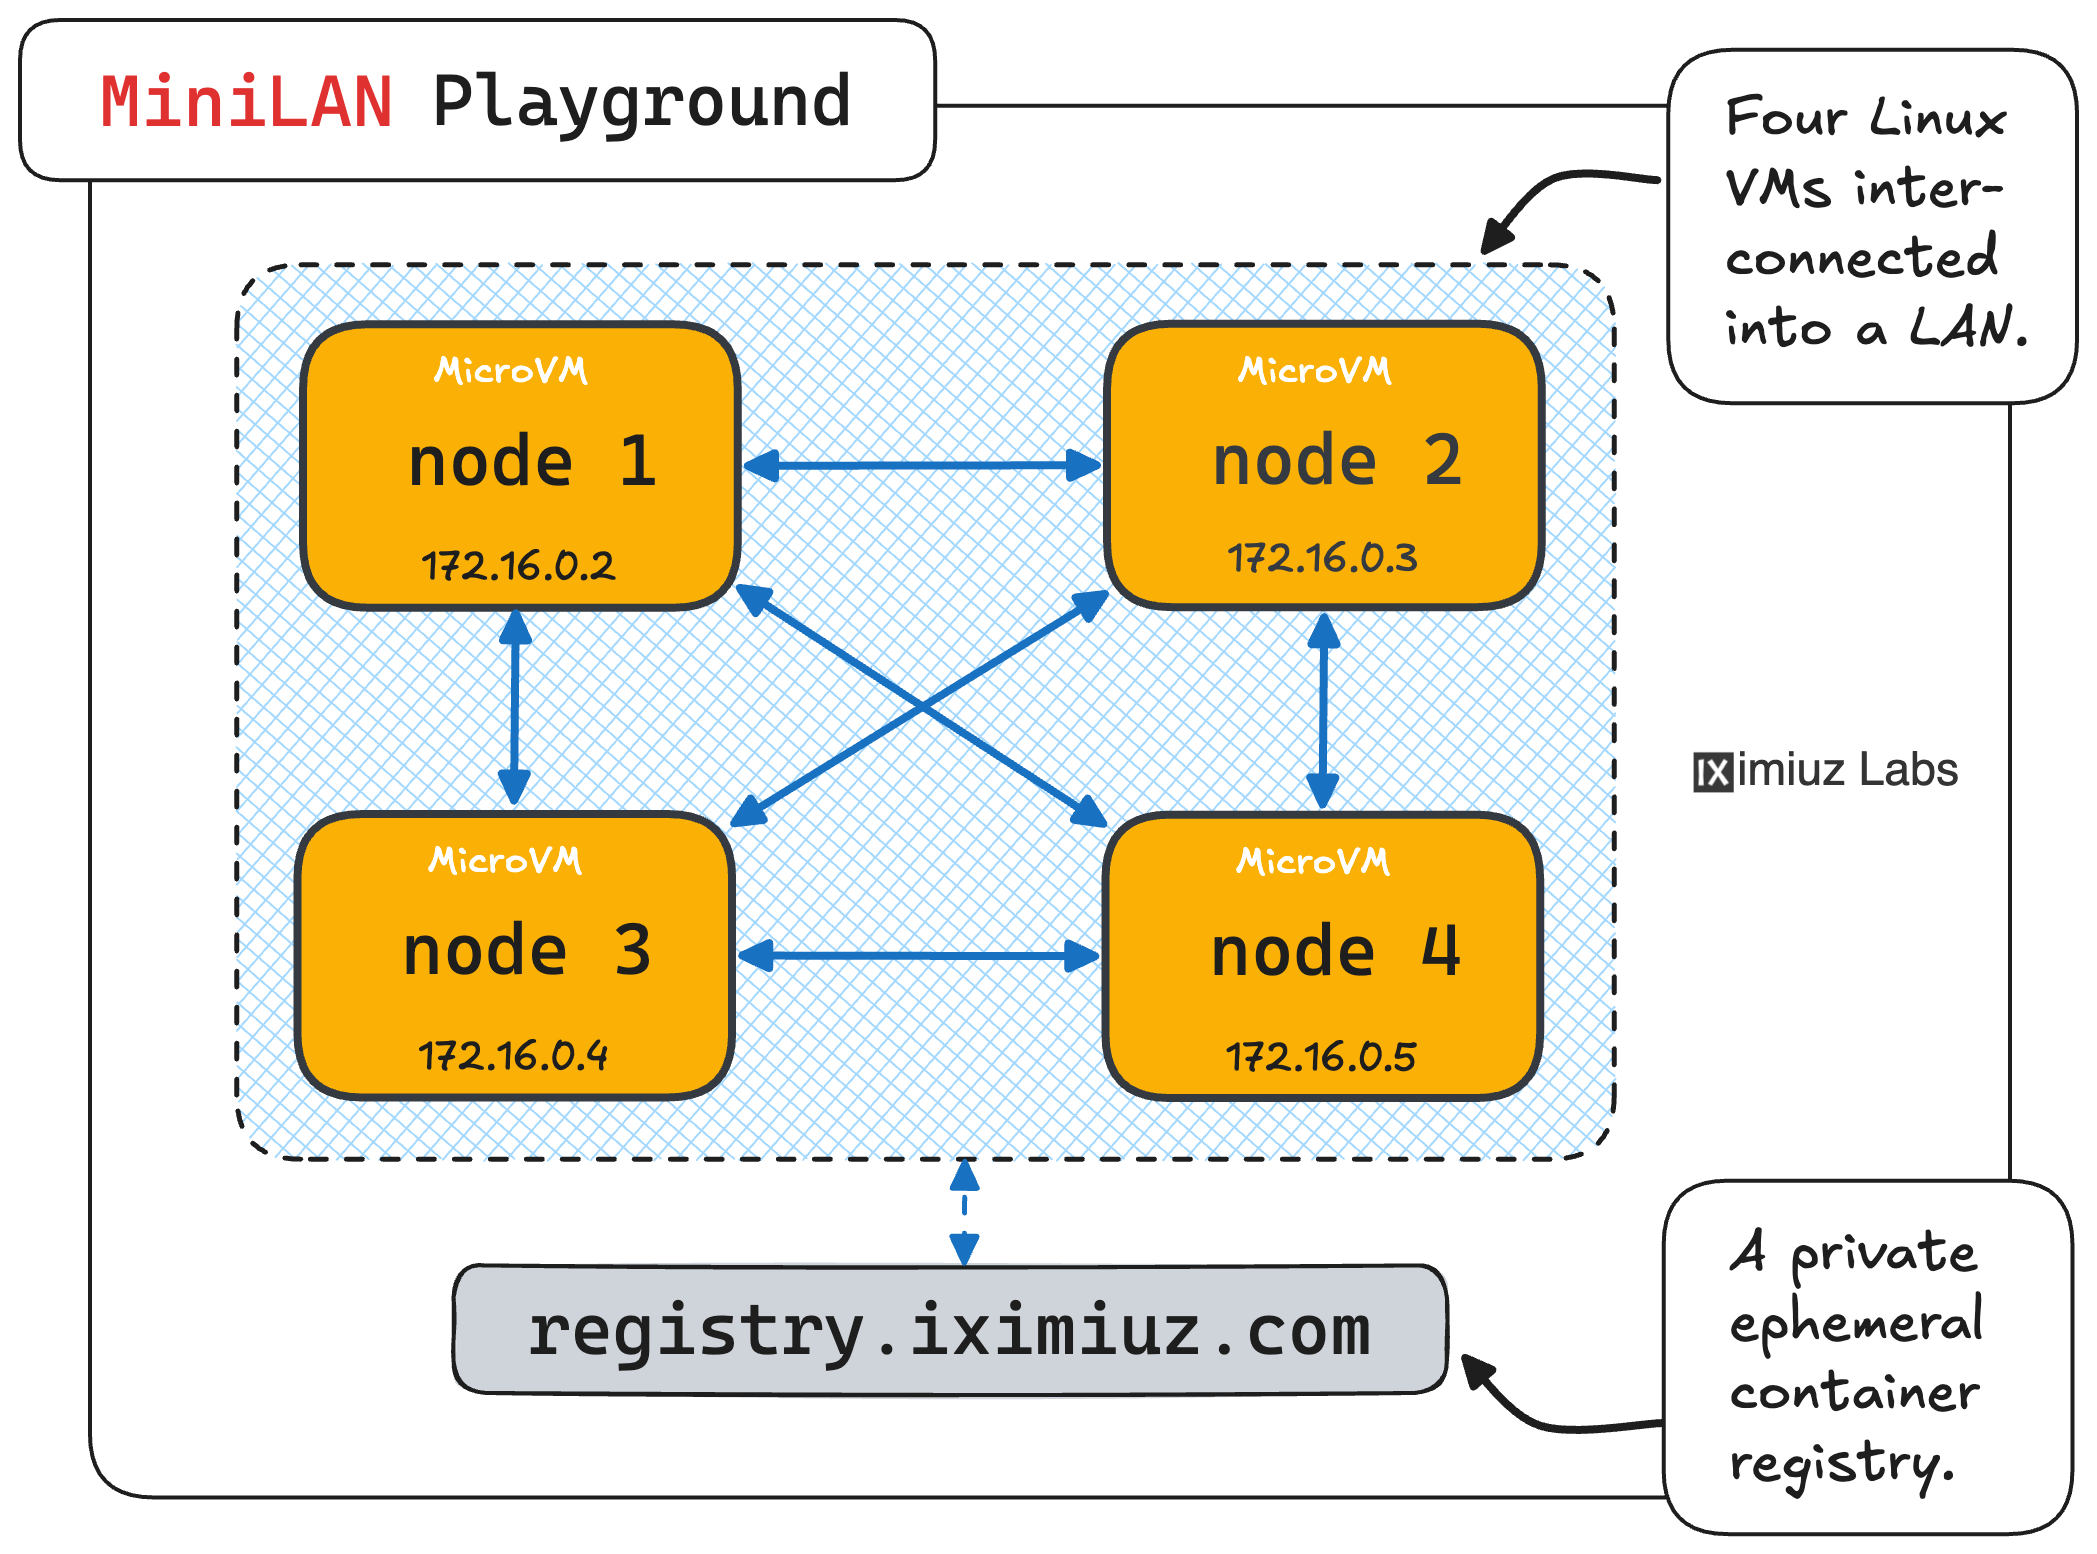 MiniLAN Playground
Four Linux
VMs inter-
connected
into a LAN.
MicroVM
node 1
172.16.0.2
MicroVM
node 2
172.16.0.3
MicroVM
node 3
172.16.0.4
MicroVM
node 4
172.16.0.5
iximiuz Labs
registry.iximiuz.com
A private
ephemeral
container
registry.